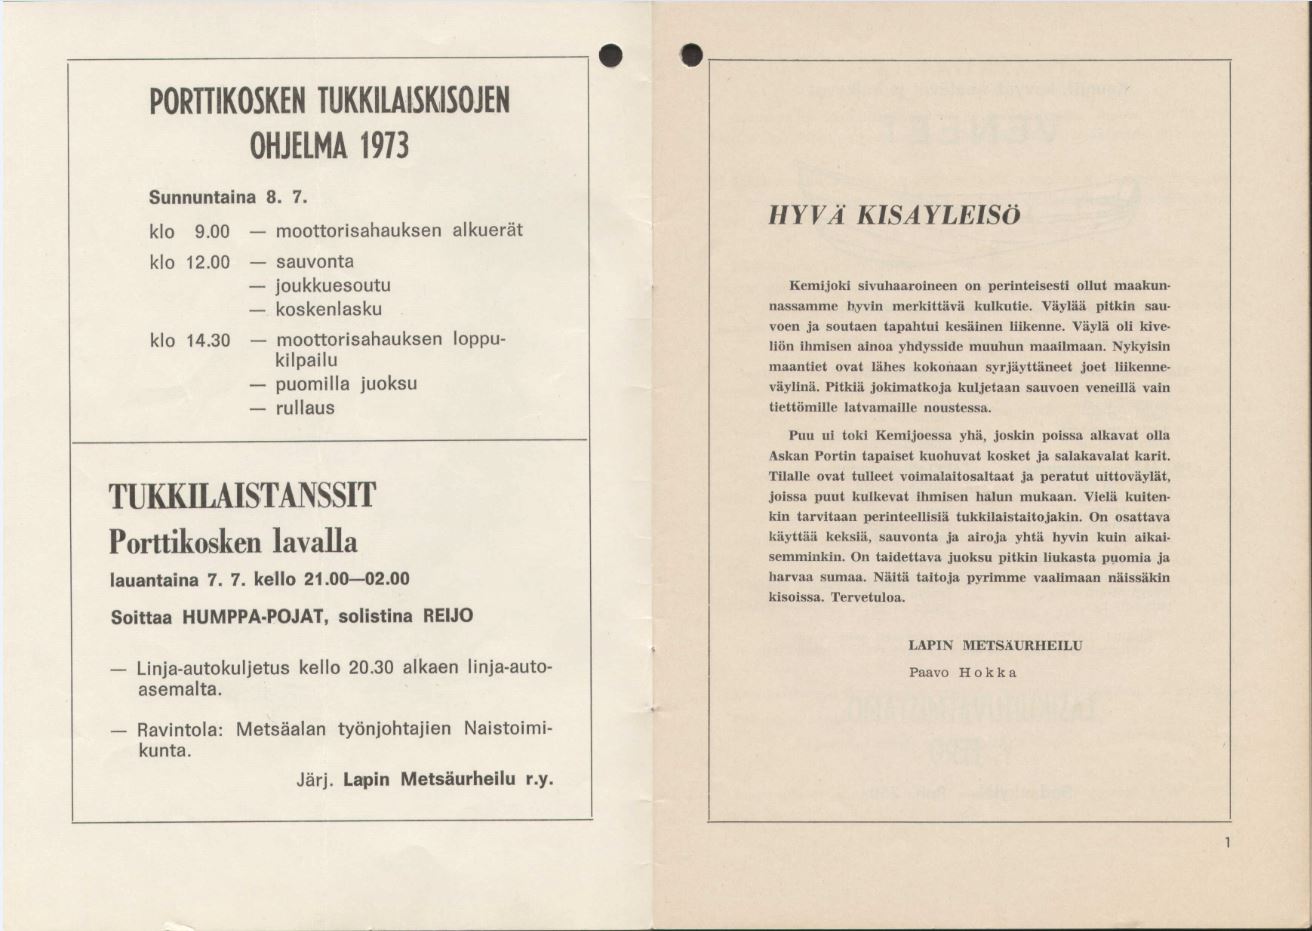 PORTTIKOSKEN TUKKILAISKISOJEN
OHJELMA 1973
Sunnuntaina 8. 7.
klo 9.00 — moottorisahauksen alkuerät
klo 12.00 — sauvonta
— joukkuesoutu
— koskenlasku
klo 14.30 — moottorisahauksen loppu-
kilpailu
— puomilla juoksu
— rullaus
TUKKILAISTANSSIT
Porttikosken lavalla
lauantaina 7. 7. kello 21.00—02.00
Soittaa HUMPPA-POJAT, solistina REIJO
— Linja-autokuljetus kello 20.30 alkaen linja-auto-
asemalta.
— Ravintola: Metsäalan työnjohtajien Naistoimi-
kunta.
Järj. Lapin Metsäurheilu r.y.
HYVÄ KISAYLEISÖ
Kemijoki sivuhaaroineen on perinteisesti ollut maakun-
nassamme hyvin merkittävä kulkutie. Väylää pitkin sau-
voen ja soutaen tapahtui kesäinen liikenne. Väylä oli kive-
liön ihmisen ainoa yhdysside muuhun maailmaan. Nykyisin
maantiet ovat lähes kokonaan syrjäyttäneet joet liikenne-
väylinä. Pitkiä jokimatkoja kuljetaan sauvoen veneillä vain
tiettömille latvamaille noustessa.
Puu ui toki Kemijoessa yhä, joskin poissa alkavat olla
Askan Portin tapaiset kuohuvat kosket ja salakavalat karit.
Tilalle ovat tulleet voimalaitosaltaat ja peratut uittoväylät,
joissa puut kulkevat ihmisen halun mukaan. Vielä kuiten-
kin tarvitaan perinteellisiä tukkilaistaitojakin. On osattava
käyttää keksiä, sauvonta ja airoja yhtä hyvin kuin aikai-
semminkin. On taidettava juoksu pitkin liukasta puomia ja
harvaa sumaa. Näitä taitoja pyrimme vaalimaan näissäkin
kisoissa. Tervetuloa.
LAPIN METSÄURHEILU
Paavo Hokka
1